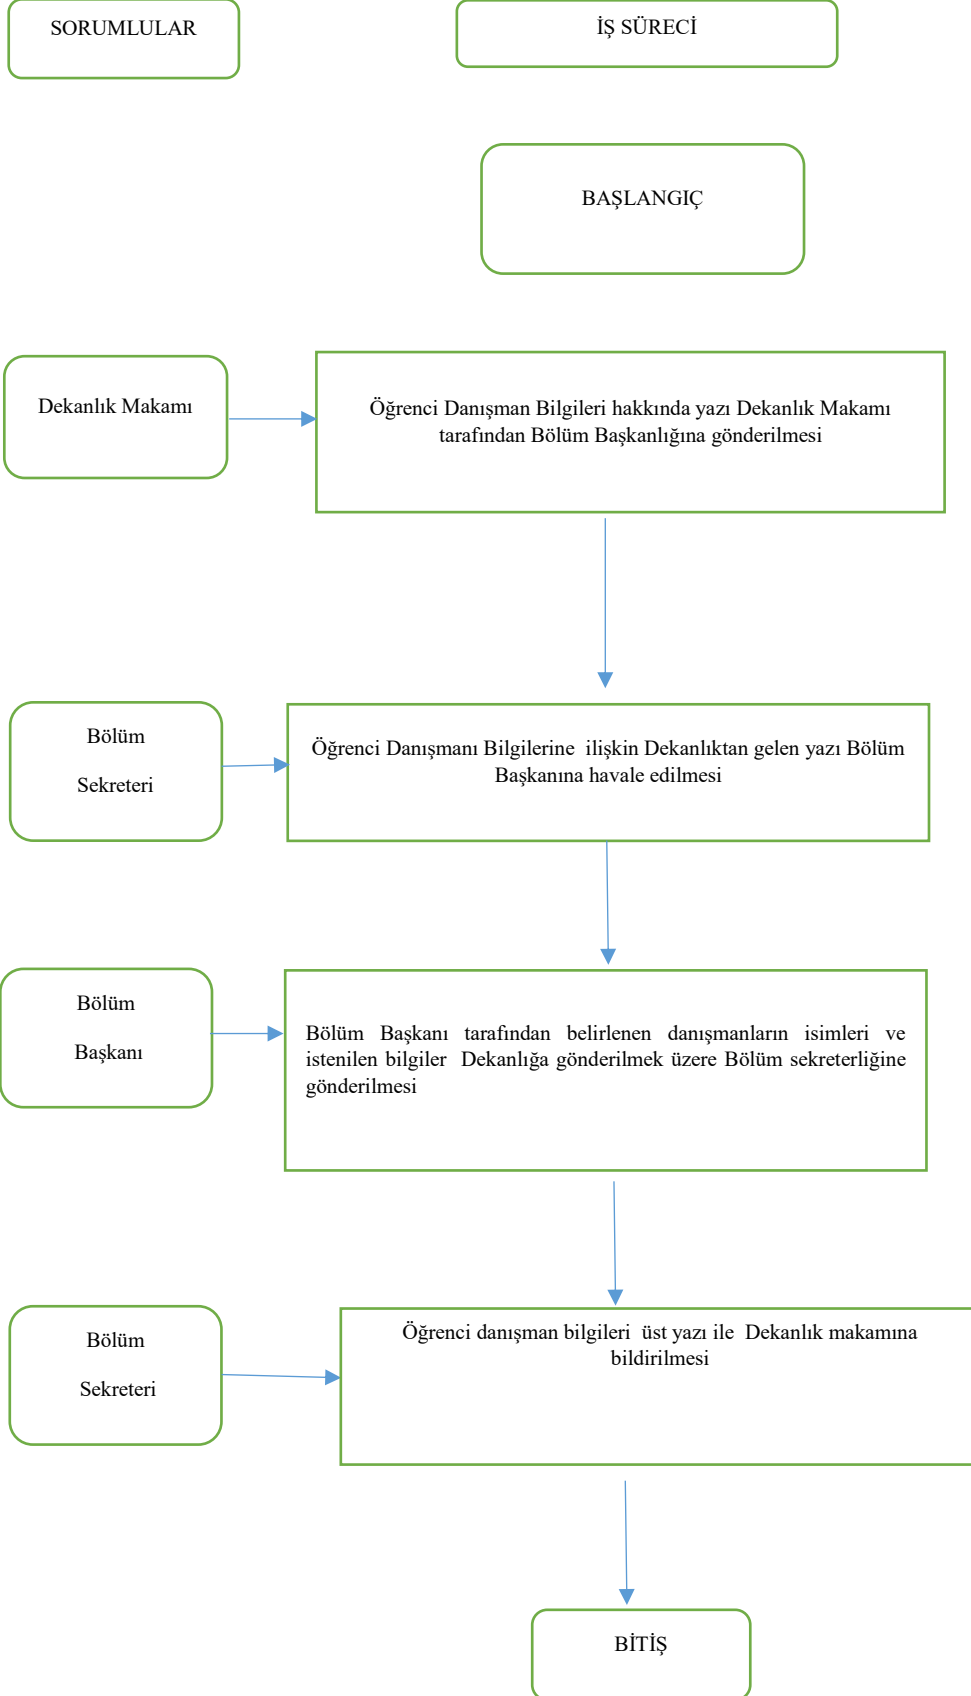 SORUMLULAR
İŞ SÜRECİ
BAŞLANGIÇ
Dekanlık Makamı
Öğrenci Danışman Bilgileri hakkında yazı Dekanlık Makamı
tarafından Bölüm Başkanlığına gönderilmesi
Bölüm
Sekreteri
Öğrenci Danışmanı Bilgilerine ilişkin Dekanlıktan gelen yazı Bölüm
Başkanına havale edilmesi
Bölüm
Başkanı
Bölüm Başkanı tarafından belirlenen danışmanların isimleri ve
istenilen bilgiler Dekanlığa gönderilmek üzere Bölüm sekreterliğine
gönderilmesi
Bölüm
Sekreteri
Öğrenci danışman bilgileri üst yazı ile Dekanlık makamına
bildirilmesi
BİTİŞ